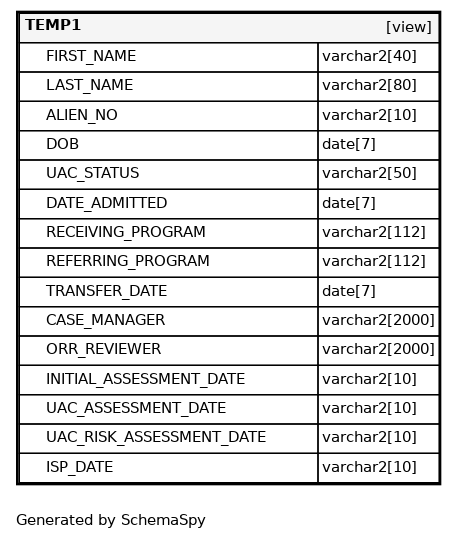 TEMP1 [view]
FIRST_NAME varchar2[40]
LAST_NAME varchar2[80]
ALIEN_NO varchar2[10]
DOB date[7]
UAC_STATUS varchar2[50]
DATE_ADMITTED date[7]
RECEIVING_PROGRAM varchar2[112]
REFERRING_PROGRAM varchar2[112]
TRANSFER_DATE date[7]
CASE_MANAGER varchar2[2000]
ORR_REVIEWER varchar2[2000]
INITIAL_ASSESSMENT_DATE varchar2[10]
UAC_ASSESSMENT_DATE varchar2[10]
UAC_RISK_ASSESSMENT_DATE varchar2[10]
ISP_DATE varchar2[10]
Generated by SchemaSpy